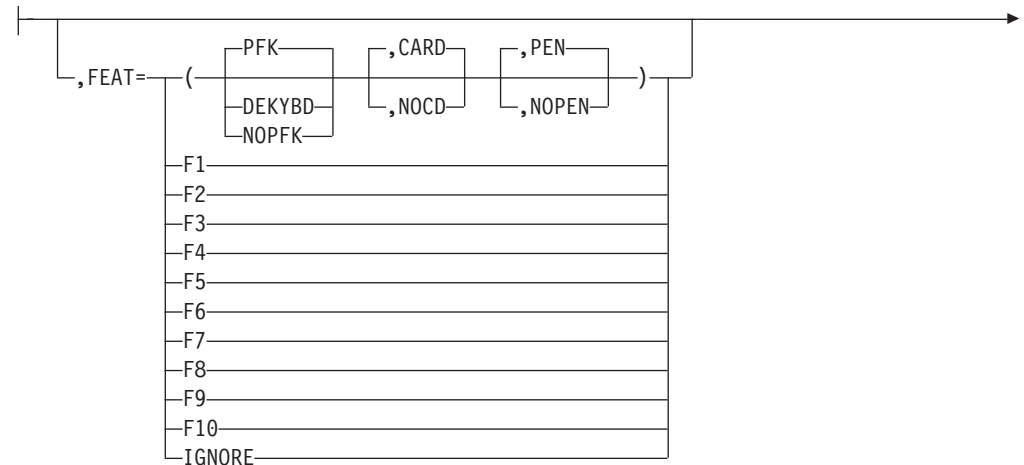 PFK ,CARD ,PEN
,FEAT= ( )
DEKYBD ,NOCD ,NOPEN
NOPFK
F1
F2
F3
F4
F5
F6
F7
F8
F9
F10
IGNORE